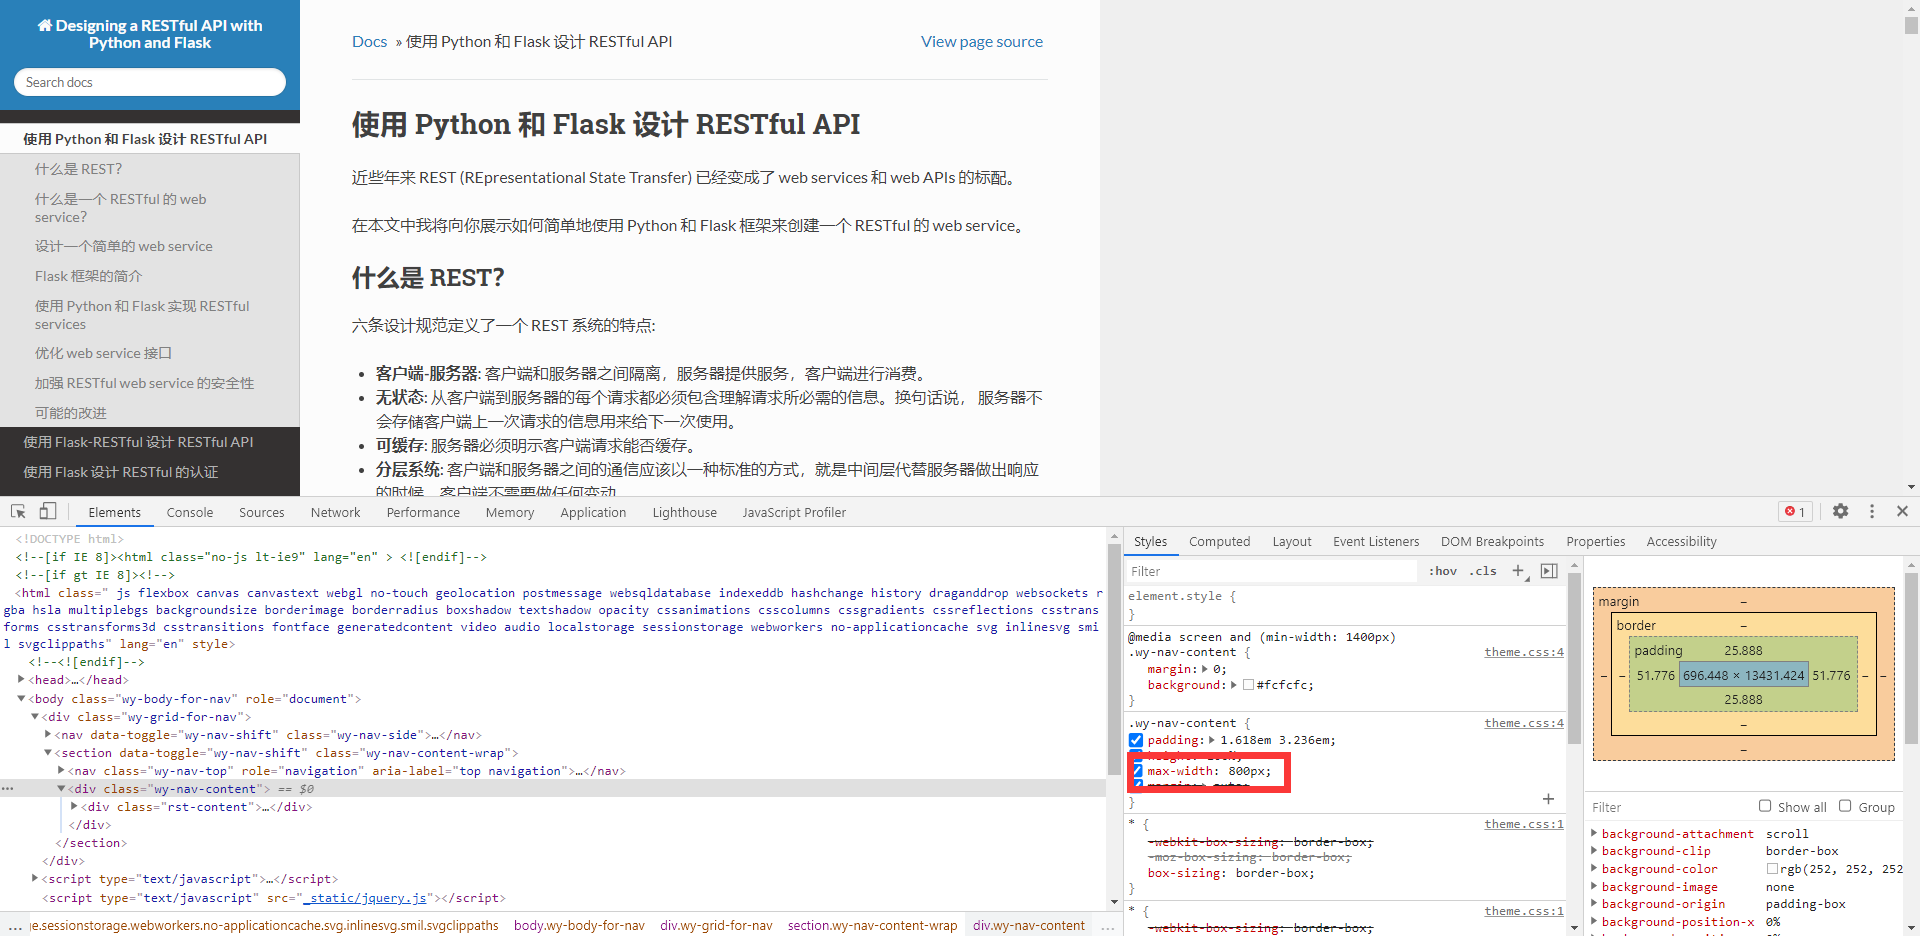 Designing a RESTful API with
Python and Flask
Search docs
使用 Python 和 Flask 设计 RESTful API
什么是 REST?
什么是一个 RESTful 的 web
service?
设计一个简单的 web service
Flask 框架的简介
使用 Python 和 Flask 实现 RESTful
services
优化 web service 接口
加强 RESTful web service 的安全性
可能的改进
使用 Flask-RESTful 设计 RESTful API
使用 Flask 设计 RESTful 的认证
Docs » 使用 Python 和 Flask 设计 RESTful API
View page source
使用 Python 和 Flask 设计 RESTful API
近些年来 REST (REpresentational State Transfer) 已经变成了 web services 和 web APIs 的标配。
在本文中我将向你展示如何简单地使用 Python 和 Flask 框架来创建一个 RESTful 的 web service。
什么是 REST?
六条设计规范定义了一个 REST 系统的特点:
• 客户端-服务器: 客户端和服务器之间隔离，服务器提供服务，客户端进行消费。
• 无状态: 从客户端到服务器的每个请求都必须包含理解请求所必需的信息。换句话说， 服务器不
会存储客户端上一次请求的信息用来给下一次使用。
• 可缓存: 服务器必须明示客户端请求能否缓存。
• 分层系统: 客户端和服务器之间的通信应该以一种标准的方式，就是中间层代替服务器做出响应
的时候，客户端不需要做任何变动
Elements Console Sources Network Performance Memory Application Lighthouse JavaScript Profiler
1
<!DOCTYPE html>
<!--[if IE 8]><html class="no-js lt-ie9" lang="en" > <![endif]-->
<!--[if gt IE 8]><!-->
<html class=" js flexbox canvas canvastext webgl no-touch geolocation postmessage websqldatabase indexeddb hashchange history draganddrop websockets r
gba hsla multiplebgs backgroundsize borderimage borderradius boxshadow textshadow opacity cssanimations csscolumns cssgradients cssreflections csstrans
forms csstransforms3d csstransitions fontface generatedcontent video audio localstorage sessionstorage webworkers no-applicationcache svg inlinesvg smi
l svgclippaths" lang="en" style>
<!--<![endif]-->
<head>…</head>
<body class="wy-body-for-nav" role="document">
<div class="wy-grid-for-nav">
<nav data-toggle="wy-nav-shift" class="wy-nav-side">…</nav>
<section data-toggle="wy-nav-shift" class="wy-nav-content-wrap">
<nav class="wy-nav-top" role="navigation" aria-label="top navigation">…</nav>
<div class="wy-nav-content"> == $0
<div class="rst-content">…</div>
</div>
</section>
</div>
<script type="text/javascript">…</script>
<script type="text/javascript" src="_static/jquery.js"></script>
... ge.sessionstorage.webworkers.no-applicationcache.svg.inlinesvg.smil.svgclippaths body.wy-body-for-nav div.wy-grid-for-nav section.wy-nav-content-wrap div.wy-nav-content ...
Styles Computed Layout Event Listeners DOM Breakpoints Properties Accessibility
Filter :hov .cls +
element.style {
}
@media screen and (min-width: 1400px)
.wy-nav-content { theme.css:4
margin: 0;
background: #fcfcfc;
}
.wy-nav-content { theme.css:4
padding: 1.618em 3.236em;
max-width: 800px;
}
* { theme.css:1
-webkit-box-sizing: border-box;
-moz-box-sizing: border-box;
box-sizing: border-box;
}
* { theme.css:1
-webkit-box-sizing: border-box;
margin –
border –
padding 25.888
– – 51.776 696.448 × 13431.424 51.776 – –
25.888
–
–
Filter Show all Group
background-attachment scroll
background-clip border-box
background-color rgb(252, 252, 252
background-image none
background-origin padding-box
background-position-x 0%